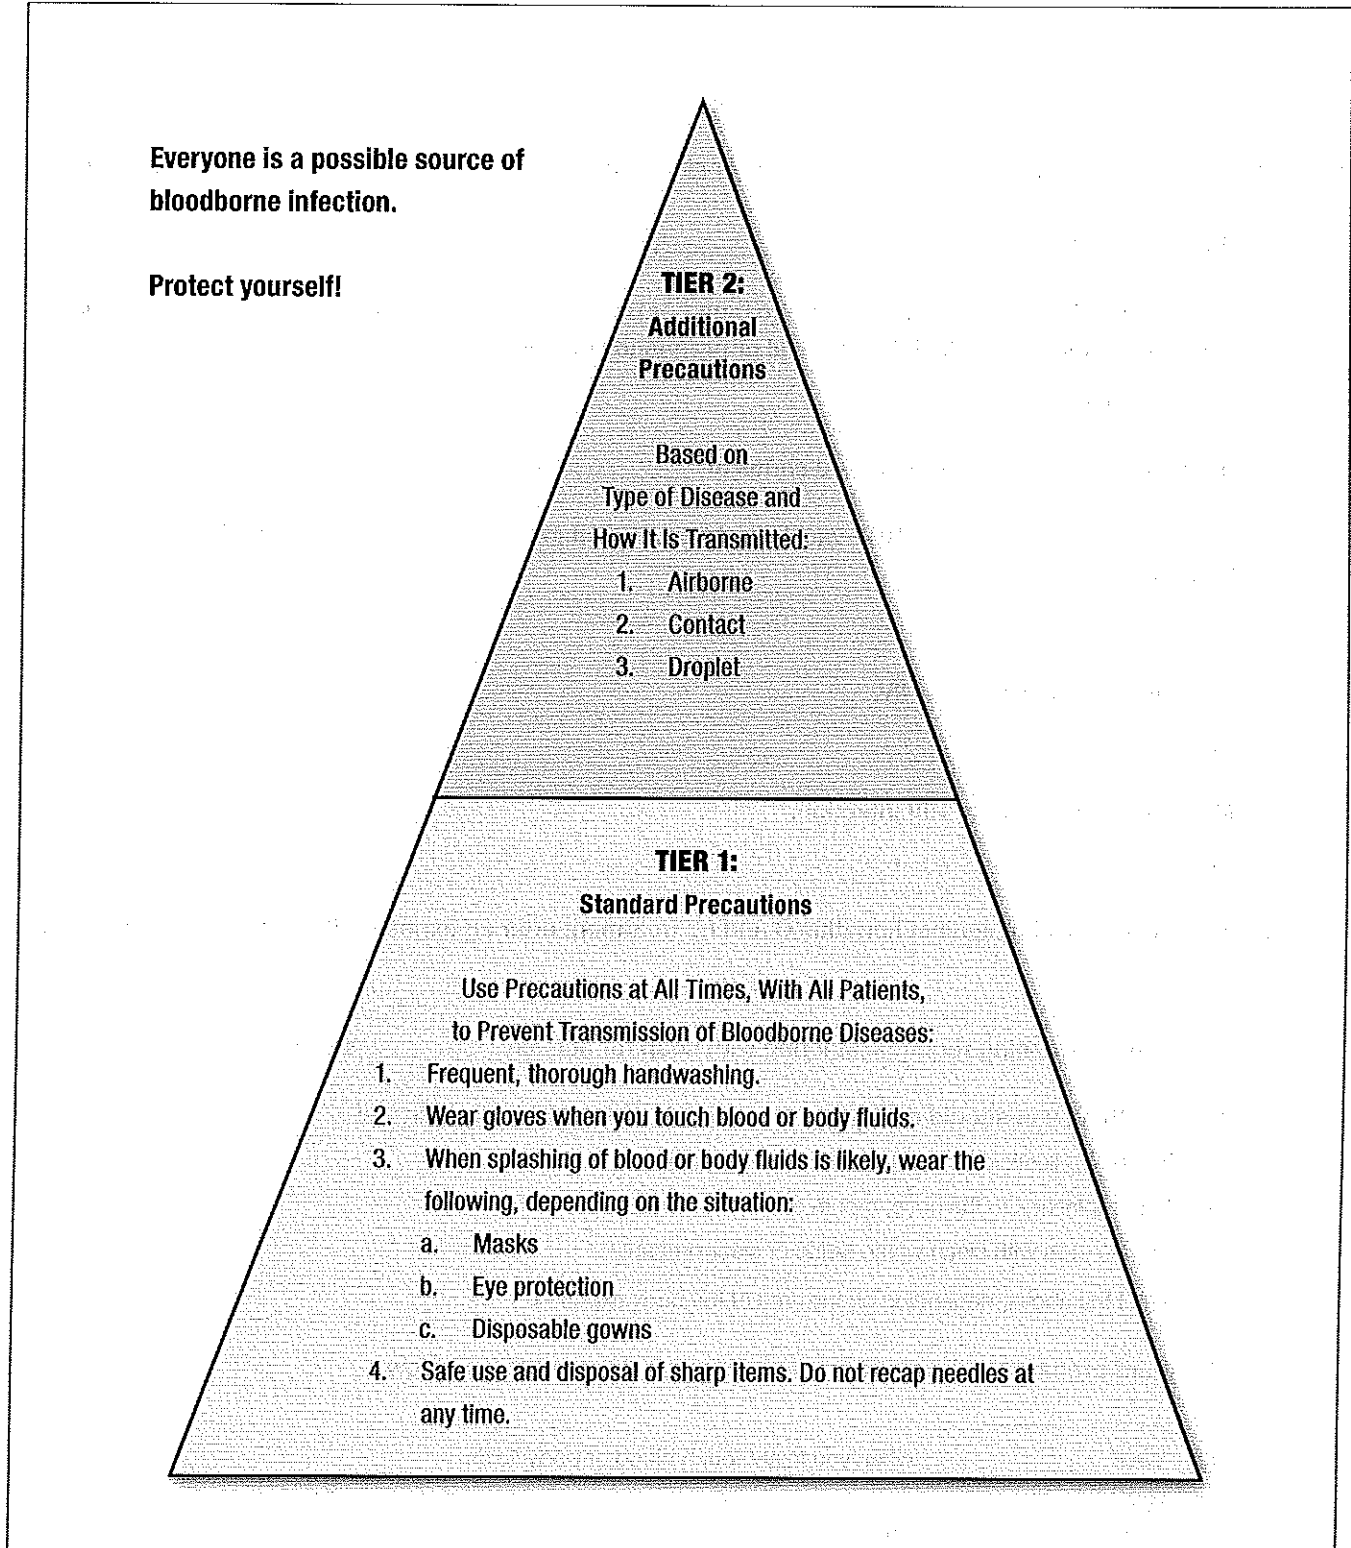 Everyone is a possible source of
bloodborne infection.
Protect yourself!
TIER 2:
Additional
Precautions
Based on
Type of Disease and
How It Is Transmitted:
1. Airborne
2. Contact
3. Droplet
TIER 1:
Standard Precautions
Use Precautions at All Times, With All Patients,
to Prevent Transmission of Bloodborne Diseases:
1. Frequent, thorough handwashing.
2. Wear gloves when you touch blood or body fluids.
3. When splashing of blood or body fluids is likely, wear the
following, depending on the situation:
a. Masks
b. Eye protection
c. Disposable gowns
4. Safe use and disposal of sharp items. Do not recap needles at
any time.